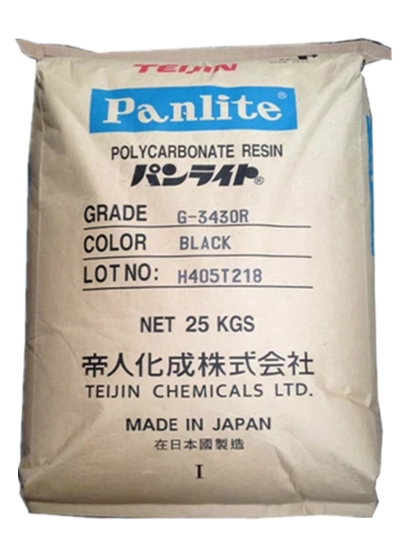 TEIJIN
Panlite®
POLYCARBONATE RESIN
パンライト®
GRADE G-3430R
COLOR BLACK
LOT NO: H405T218
NET 25 KGS
帝人化成株式会社
TEIJIN CHEMICALS LTD.
MADE IN JAPAN
在日本國製造
I